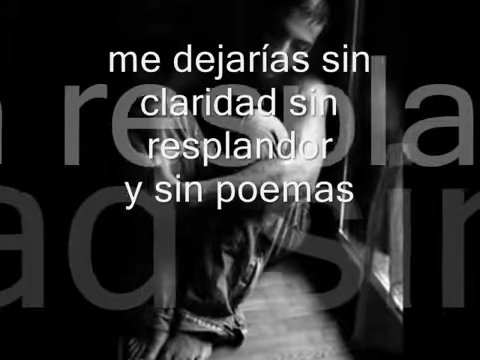 me dejarías sin
claridad sin
resplandor
y sin poemas